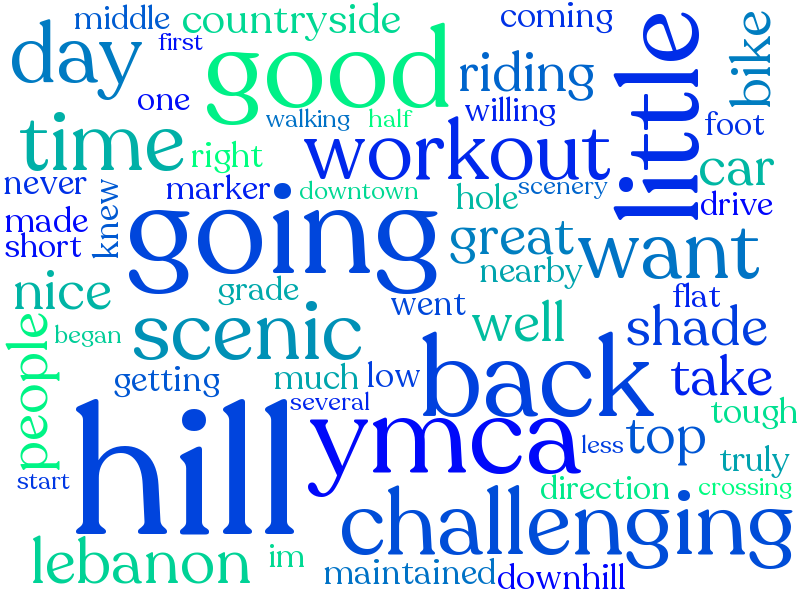 middle
countryside
coming
day
first
good
riding
little
bike
one
willing
walking
half
foot
time
right
workout
car
never
marker
downtown
hole
scenery
drive
made
knew
short
going
great
want
nearby
nice
grade
went
flat
people
began
scenic
well
shade
getting
much
low
back
take
several
tough
hill
ymca
less
top
truly
start
direction
crossing
challenging
lebanon
im
maintained
downhill